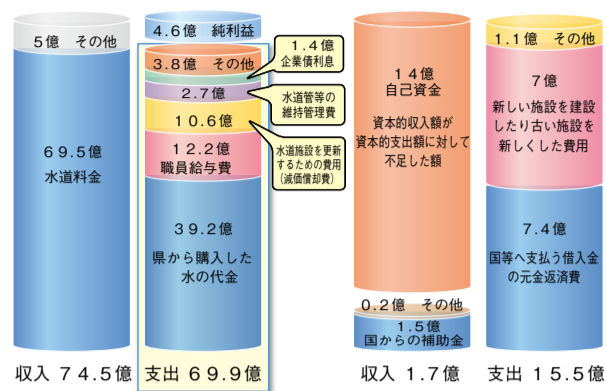 5億 その他
69.5億
水道料金
収入 74.5億
4.6億 純利益
3.8億 その他
1.4億
企業債利息
2.7億
水道管等の
維持管理費
10.6億
水道施設を更新
するための費用
(減価償却費)
12.2億
職員給与費
39.2億
県から購入した
水の代金
支出 69.9億
14億
自己資金
資本的収入額が
資本的支出額に対して
不足した額
0.2億 その他
1.5億
国からの補助金
収入 1.7億
1.1億 その他
7億
新しい施設を建設
したり古い施設を
新しくした費用
7.4億
国等へ支払う借入金
の元金返済費
支出 15.5億